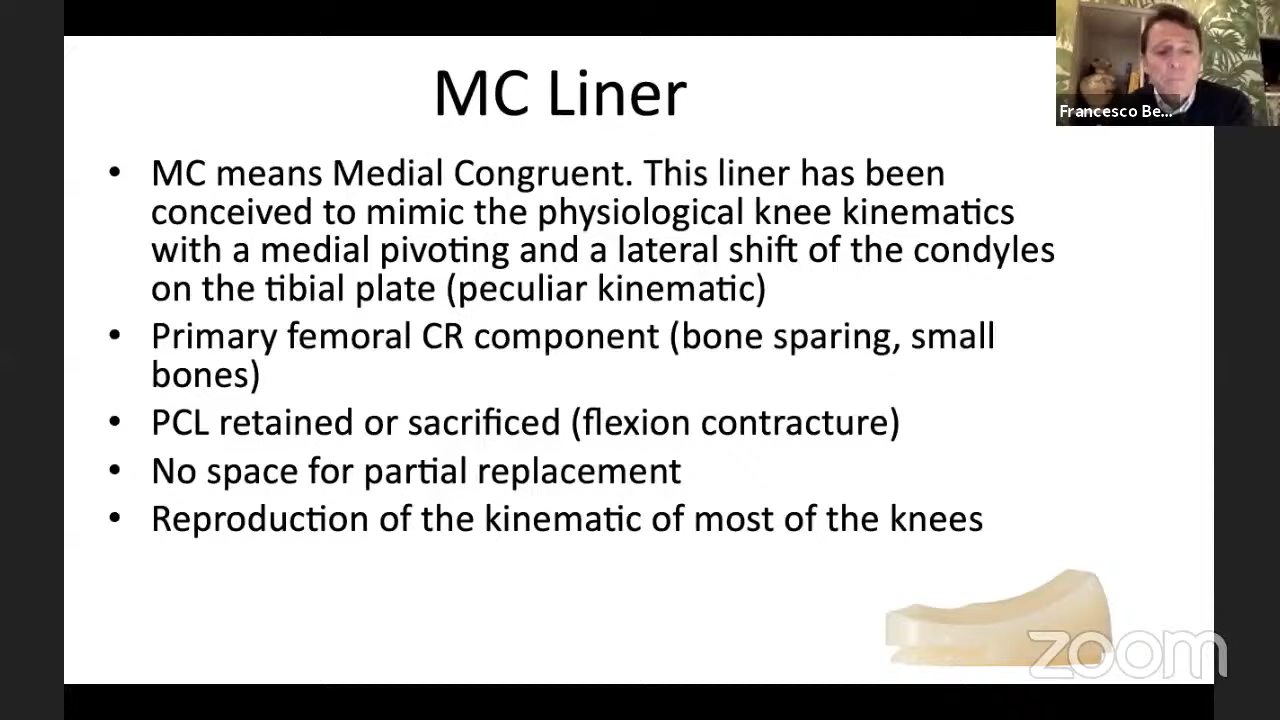 MC Liner
Francesco Be...
• MC means Medial Congruent. This liner has been
conceived to mimic the physiological knee kinematics
with a medial pivoting and a lateral shift of the condyles
on the tibial plate (peculiar kinematic)
• Primary femoral CR component (bone sparing, small
bones)
• PCL retained or sacrificed (flexion contracture)
• No space for partial replacement
• Reproduction of the kinematic of most of the knees
zoom